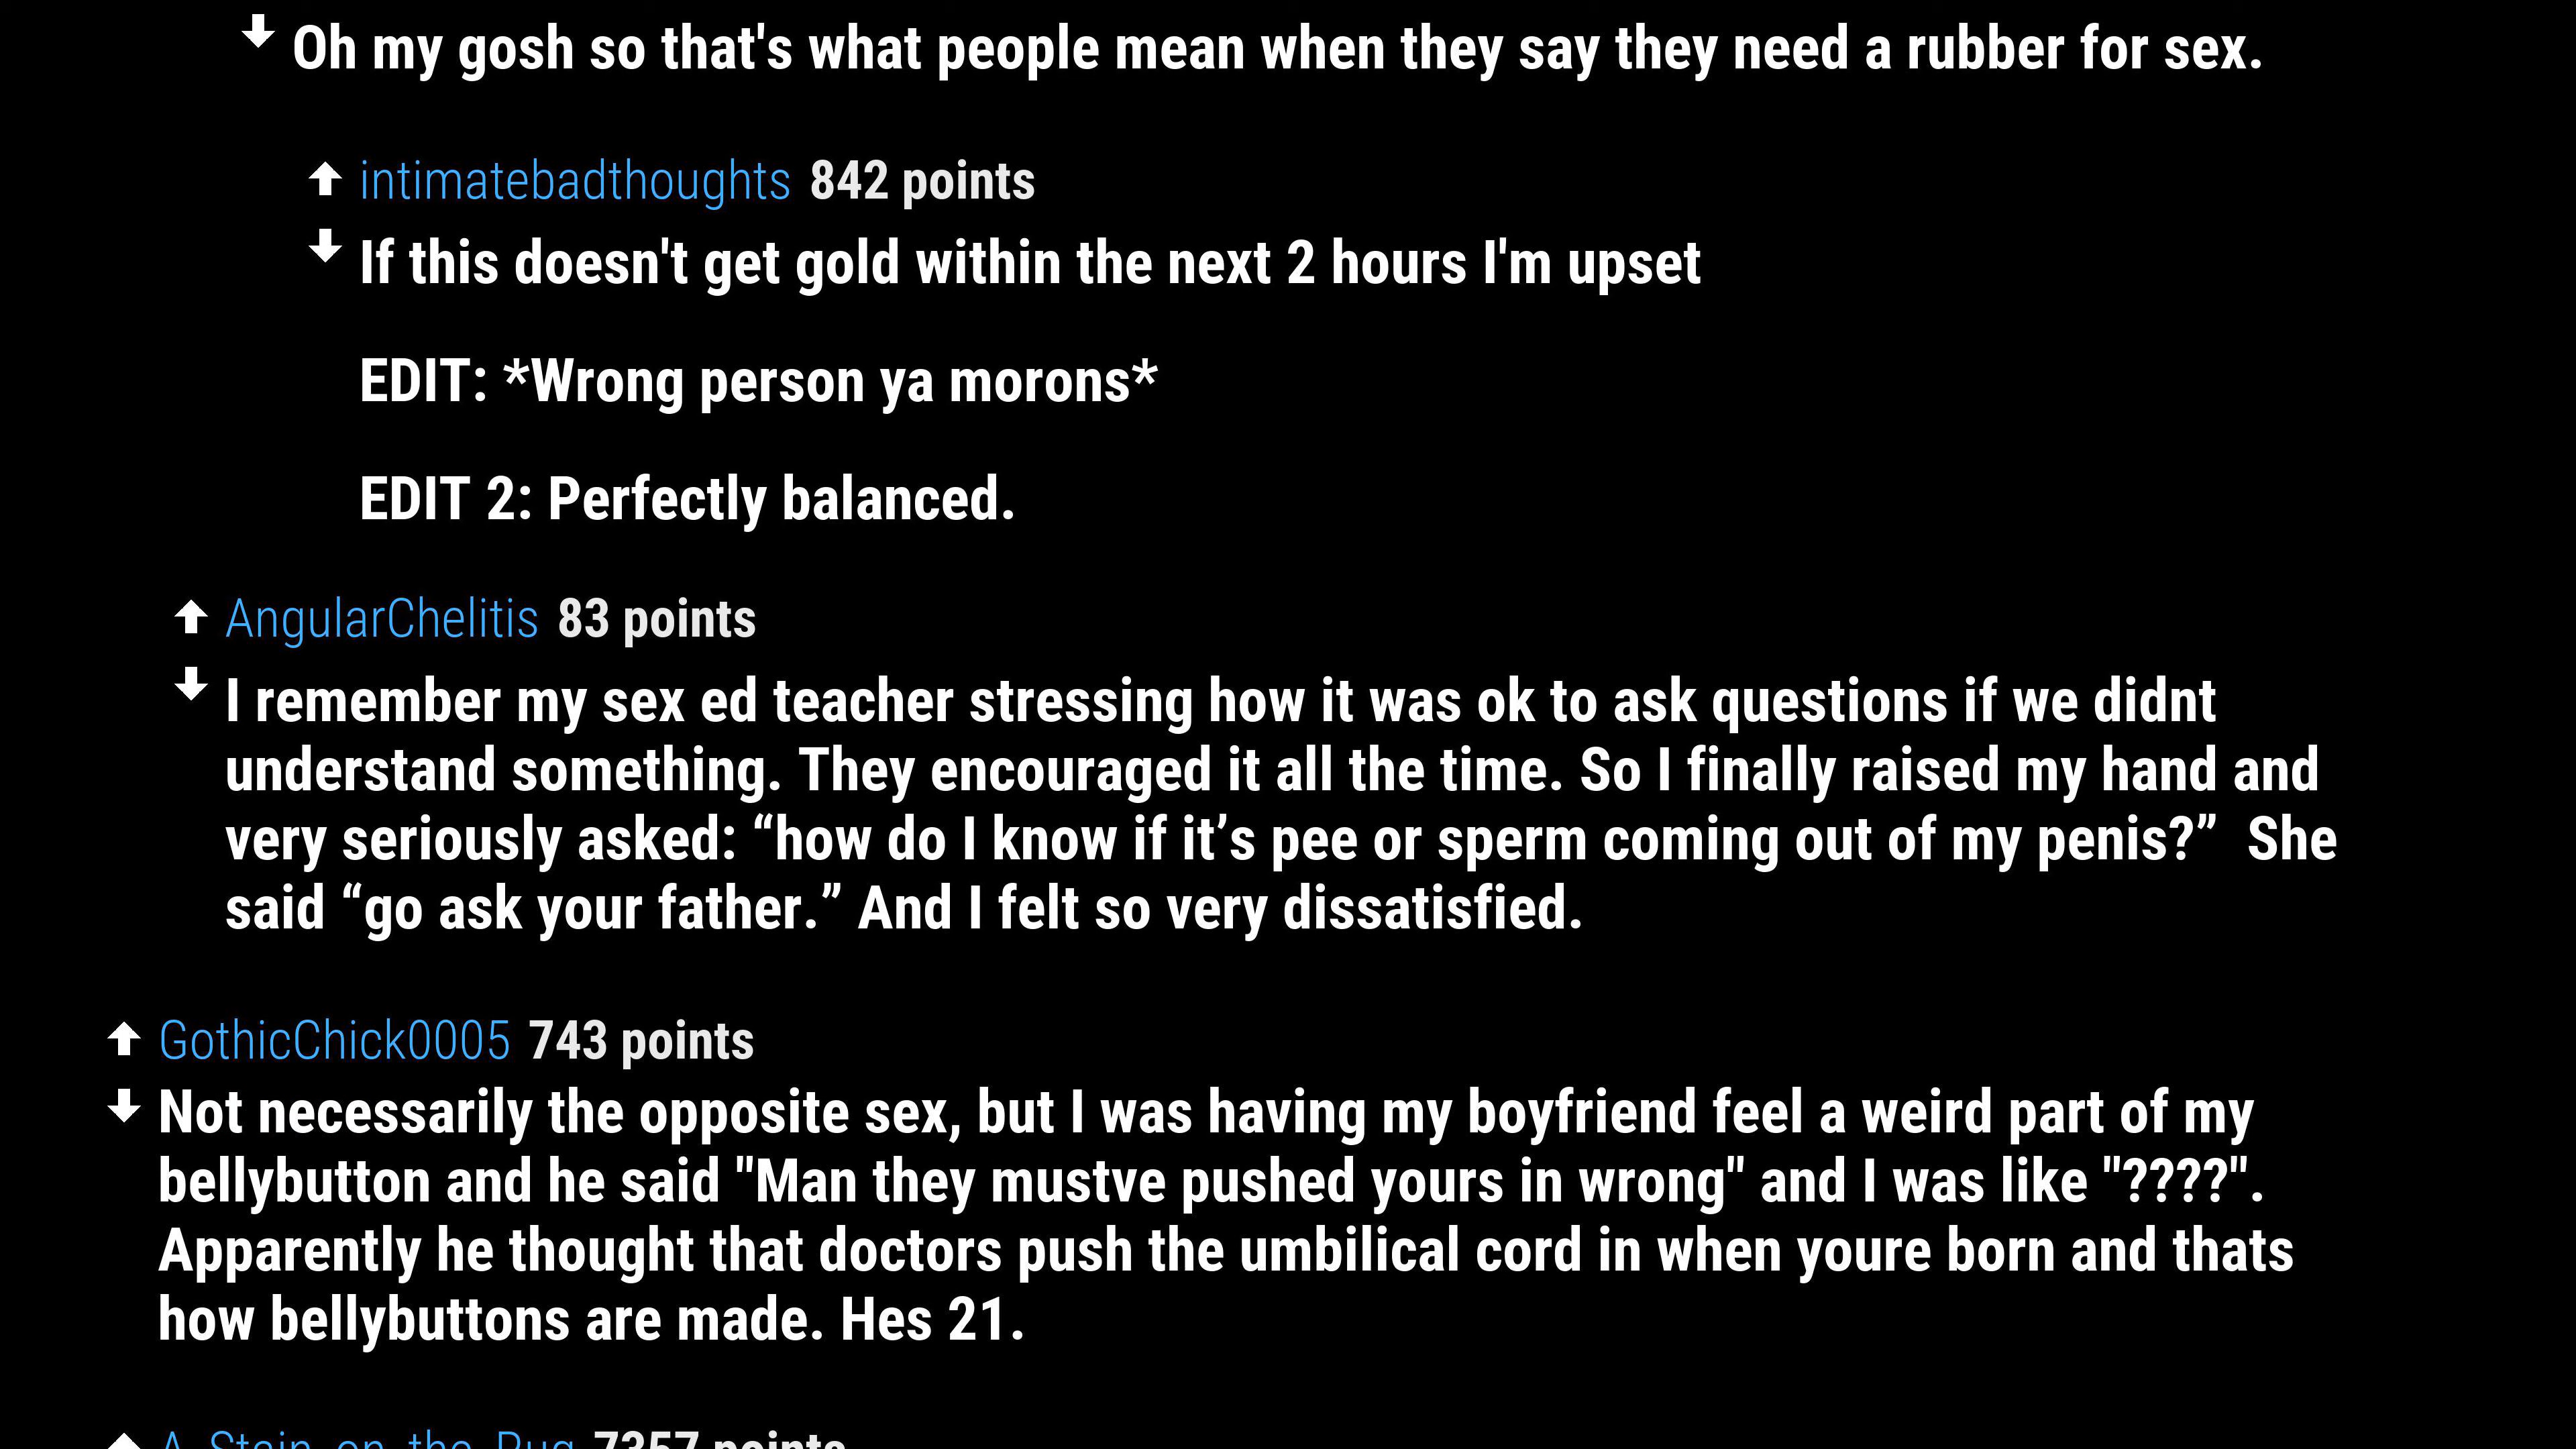 Oh my gosh so that's what people mean when they say they need a rubber for sex.
intimatebadthoughts 842 points
If this doesn't get gold within the next 2 hours I'm upset
EDIT: *Wrong person ya morons*
EDIT 2: Perfectly balanced.
AngularChelitis 83 points
I remember my sex ed teacher stressing how it was ok to ask questions if we didnt
understand something. They encouraged it all the time. So I finally raised my hand and
very seriously asked: “how do I know if it’s pee or sperm coming out of my penis?”  She
said “go ask your father.” And I felt so very dissatisfied.
GothicChick0005 743 points
Not necessarily the opposite sex, but I was having my boyfriend feel a weird part of my
bellybutton and he said "Man they mustve pushed yours in wrong" and I was like "????".
Apparently he thought that doctors push the umbilical cord in when youre born and thats
how bellybuttons are made. Hes 21.
A_Stain_on_the_Rug 7357 points